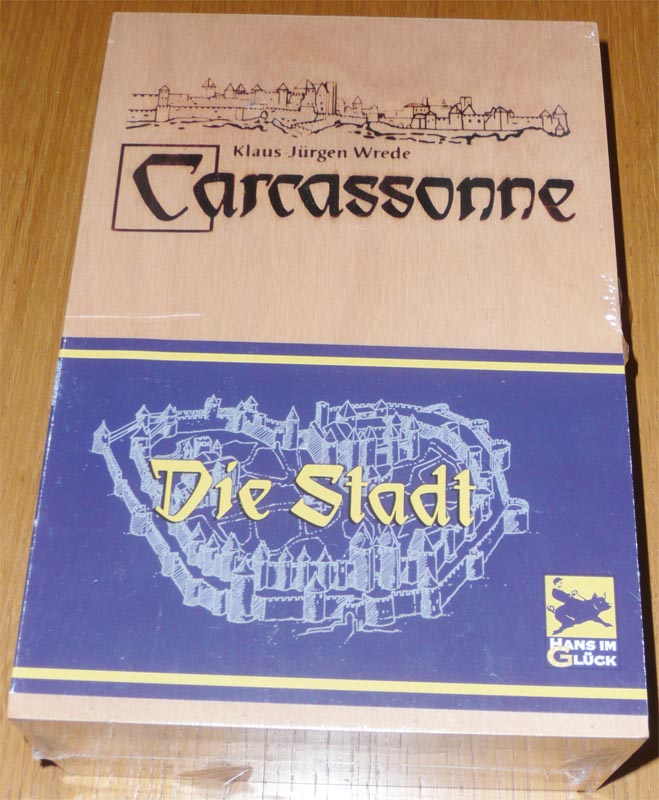 Klaus-Jürgen Wrede
Carcassonne
Die Stadt
HANS IM
GLÜCK